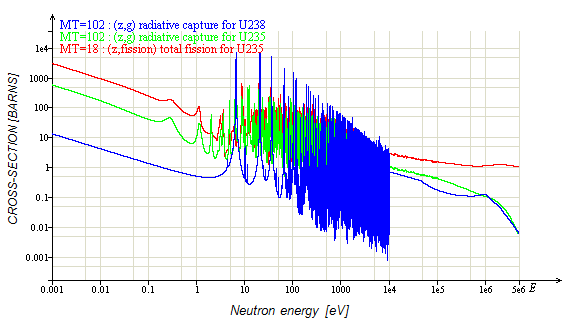 MT=102 : (z,g) radiative capture for U238
MT=102 : (z,g) radiative capture for U235
MT=18 : (z,fission) total fission for U235
1e4
1000
100
10
1
0.1
0.01
0.001
CROSS-SECTION [BARNS]
0.001 0.01 0.1 1 10 100 1000 1e4 1e5 1e6 5e6 E
Neutron energy [eV]